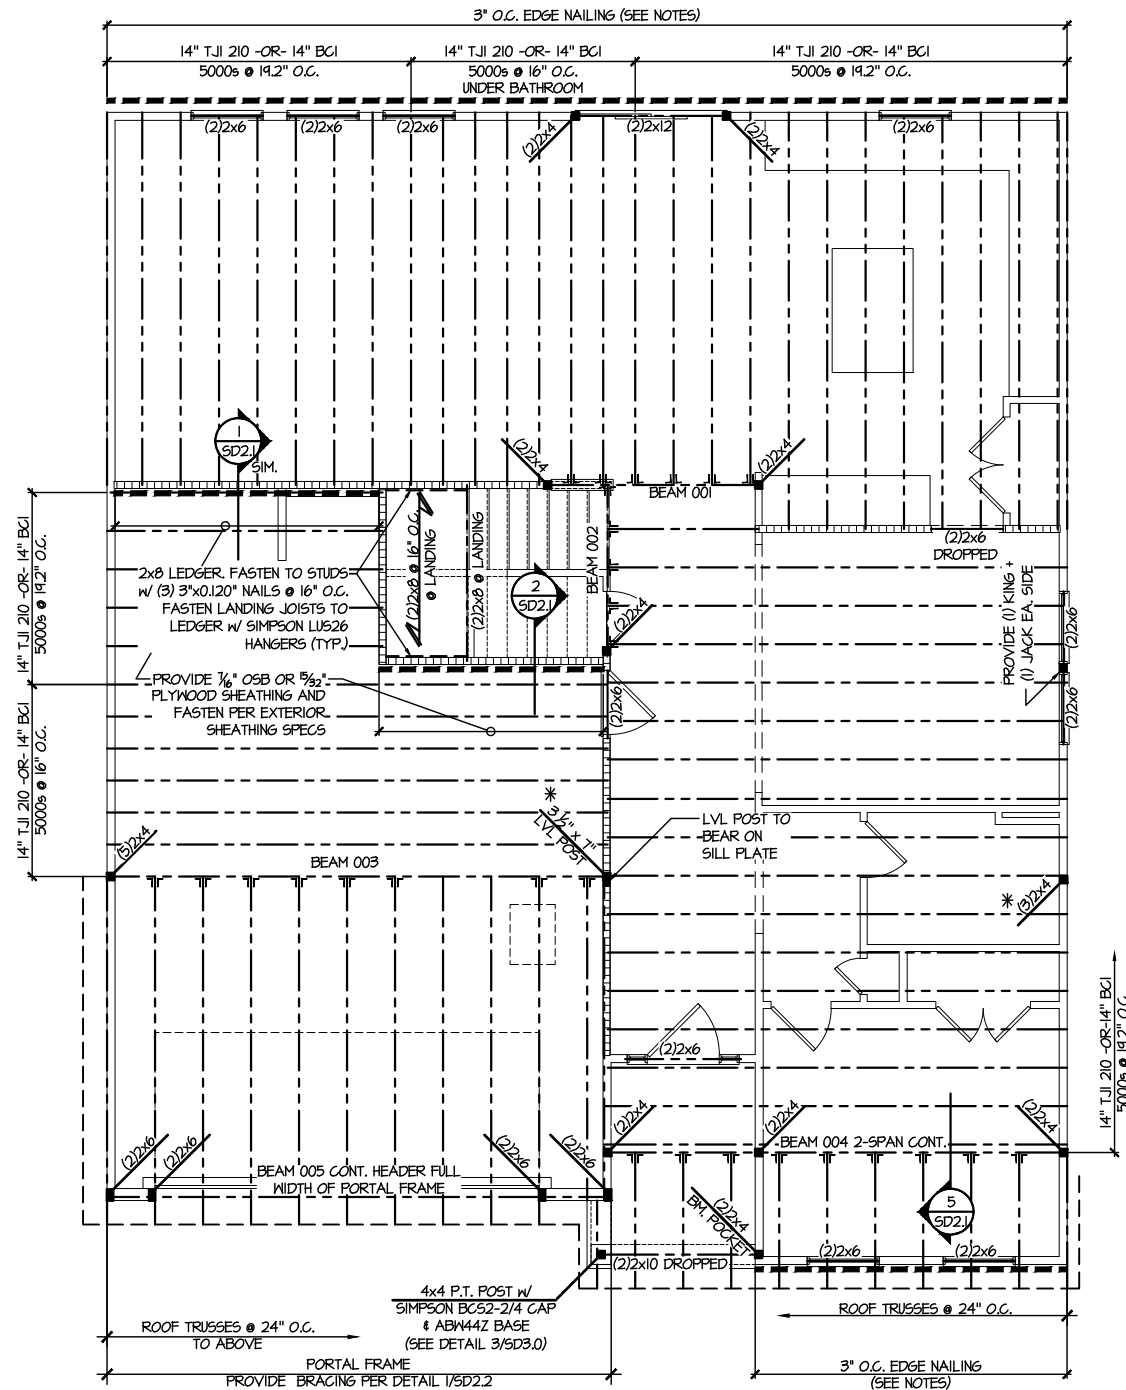 3" O.C. EDGE NAILING (SEE NOTES)
14" TJI 210 -OR- 14" BCI
5000s @ 19.2" O.C.
14" TJI 210 -OR- 14" BCI
5000s @ 16" O.C.
UNDER BATHROOM
14" TJI 210 -OR- 14" BCI
5000s @ 19.2" O.C.
(2)2x6
(2)2x6
(2)2x6
(2)2x4
(2)2x12
(2)2x4
(2)2x6
1
SD2.1
SIM.
(2)2x4
(2)2x4
BEAM 001
(2)2x6
DROPPED
14" TJI 210 -OR- 14" BCI
5000s @ 19.2" O.C.
2x8 LEDGER. FASTEN TO STUDS
W/ (3) 3"x0.120" NAILS @ 16" O.C.
FASTEN LANDING JOISTS TO
LEDGER W/ SIMPSON LUS26
HANGERS (TYP.)
(2)2x8 @ 16" O.C.
@ LANDING
(2)2x8 @ LANDING
2
SD2.1
BEAM 002
(2)2x4
PROVIDE (1) KING +
(1) JACK EA. SIDE
(2)2x6
(2)2x6
PROVIDE 7/16" OSB OR 15/32"
PLYWOOD SHEATHING AND
FASTEN PER EXTERIOR
SHEATHING SPECS
(2)2x6
14" TJI 210 -OR- 14" BCI
5000s @ 16" O.C.
* 3 1/2" x 7"
LVL POST
LVL POST TO
BEAR ON
SILL PLATE
(5)2x4
BEAM 003
* (3)2x4
(2)2x6
14" TJI 210 -OR-14" BCI
5000s @ 19.2" O.C.
(2)2x6
(2)2x6
(2)2x6
(2)2x6
BEAM 005 CONT. HEADER FULL
WIDTH OF PORTAL FRAME
(2)2x4
(2)2x4
BEAM 004 2-SPAN CONT.
(2)2x4
(2)2x4
BM. POCKET
5
SD2.1
(2)2x6
(2)2x6
(2)2x10 DROPPED
4x4 P.T. POST W/
SIMPSON BCS2-2/4 CAP
& ABW44Z BASE
(SEE DETAIL 3/SD3.0)
ROOF TRUSSES @ 24" O.C.
ROOF TRUSSES @ 24" O.C.
TO ABOVE
PORTAL FRAME
PROVIDE BRACING PER DETAIL 1/SD2.2
3" O.C. EDGE NAILING
(SEE NOTES)